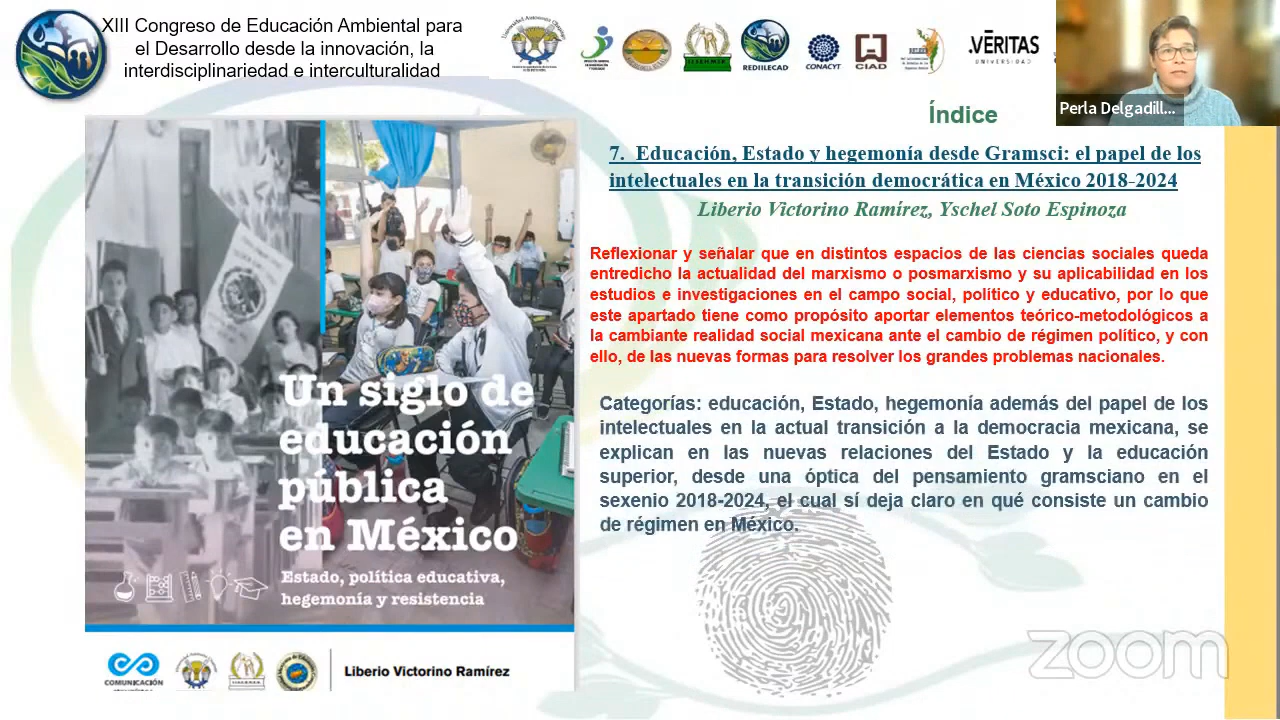 XIII Congreso de Educación Ambiental para
el Desarrollo desde la innovación, la
interdisciplinariedad e interculturalidad
REDIILECAD
CONACYT
CIAD
.VĒRITAS
UNIVERSIDAD
Perla Delgadill...
Índice
7. Educación, Estado y hegemonía desde Gramsci: el papel de los
intelectuales en la transición democrática en México 2018-2024
Liberio Victorino Ramírez, Yschel Soto Espinoza
Reflexionar y señalar que en distintos espacios de las ciencias sociales queda
entredicho la actualidad del marxismo o posmarxismo y su aplicabilidad en los
estudios e investigaciones en el campo social, político y educativo, por lo que
este apartado tiene como propósito aportar elementos teórico-metodológicos a
la cambiante realidad social mexicana ante el cambio de régimen político, y con
ello, de las nuevas formas para resolver los grandes problemas nacionales.
Categorías: educación, Estado, hegemonía además del papel de los
intelectuales en la actual transición a la democracia mexicana, se
explican en las nuevas relaciones del Estado y la educación
superior, desde una óptica del pensamiento gramsciano en el
sexenio 2018-2024, el cual sí deja claro en qué consiste un cambio
de régimen en México.
Un siglo de
educación
pública
en México
Estado, política educativa,
hegemonía y resistencia
COMUNICACIÓN
Liberio Victorino Ramírez
zoom